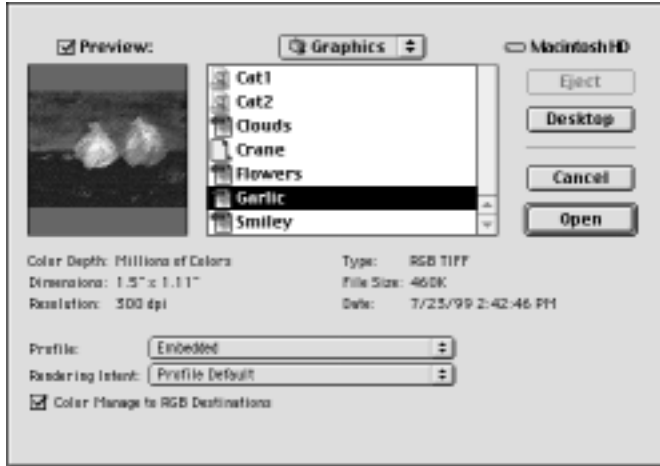 Preview:
Graphics
Macintosh HD
Cat1
Cat2
Clouds
Crane
Flowers
Garlic
Smiley
Eject
Desktop
Cancel
Open
Color Depth: Millions of Colors
Dimensions: 1.5" x 1.11"
Resolution: 300 dpi
Type: RGB TIFF
File Size: 460K
Date: 7/23/99 2:42:46 PM
Profile: Embedded
Rendering Intent: Profile Default
Color Manage to RGB Destinations